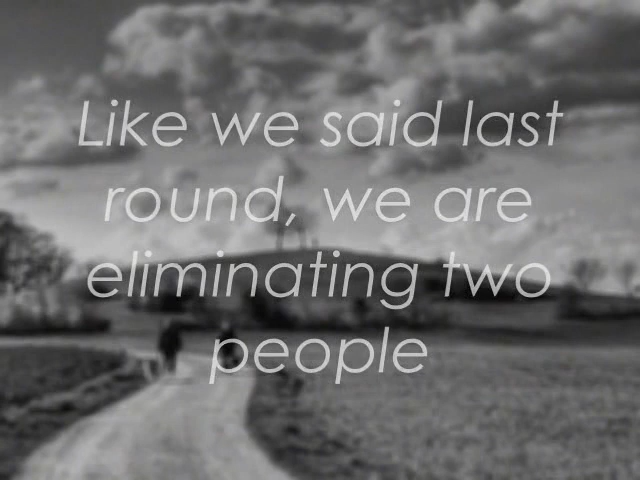 Like we said last
round, we are
eliminating two
people